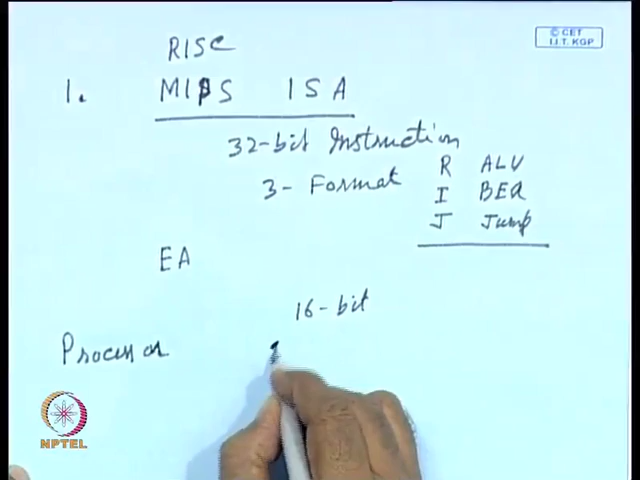 © CET
I.I.T. KGP
RISC
1. MIPS ISA
32-bit Instruction
3- Format
R ALU
I BEQ
J Jump
EA
16-bit
Processor
NPTEL